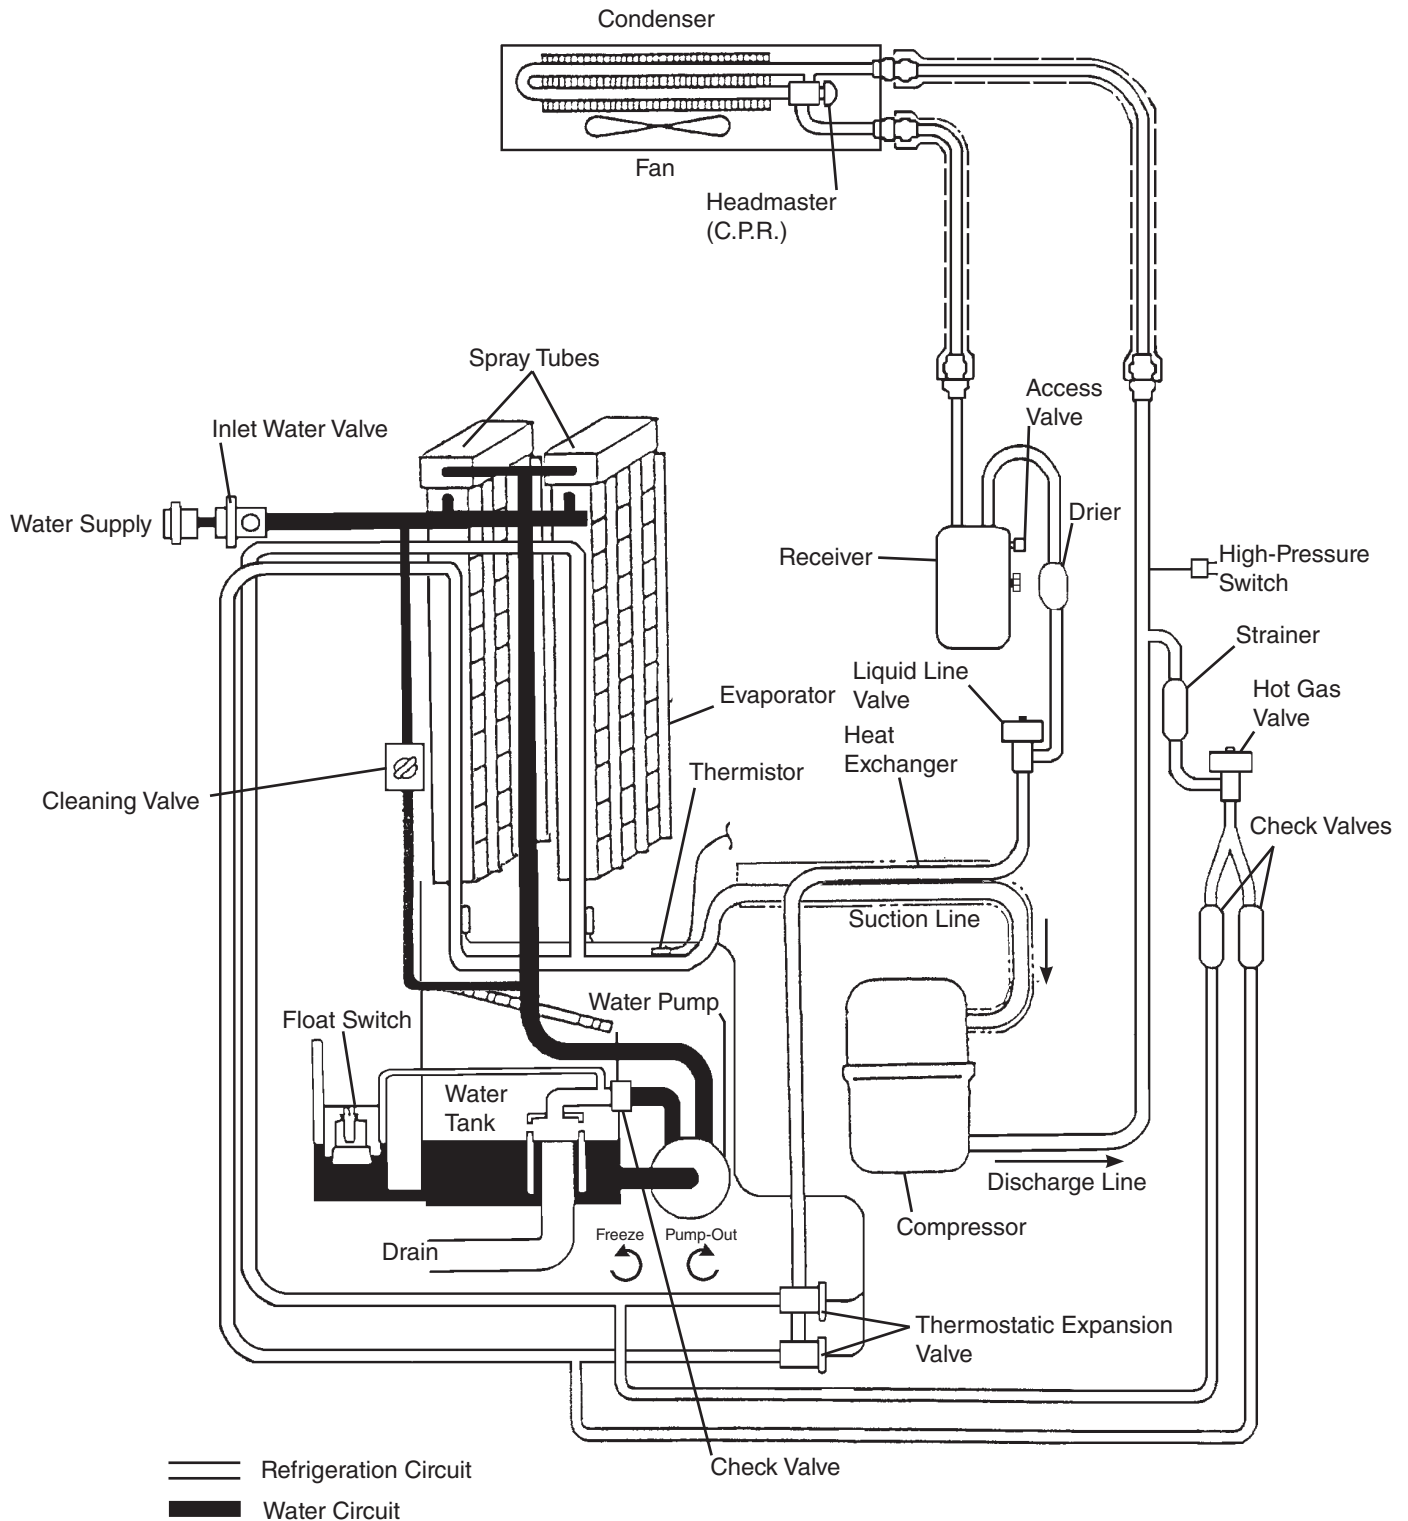 Condenser
Fan
Headmaster
(C.P.R.)
Spray Tubes
Access
Valve
Inlet Water Valve
Water Supply
Drier
Receiver
High-Pressure
Switch
Strainer
Liquid Line
Valve
Hot Gas
Valve
Evaporator
Heat
Exchanger
Thermistor
Cleaning Valve
Check Valves
Suction Line
Water Pump
Float Switch
Water
Tank
Discharge Line
Compressor
Drain
Freeze
Pump-Out
Thermostatic Expansion
Valve
Check Valve
Refrigeration Circuit
Water Circuit